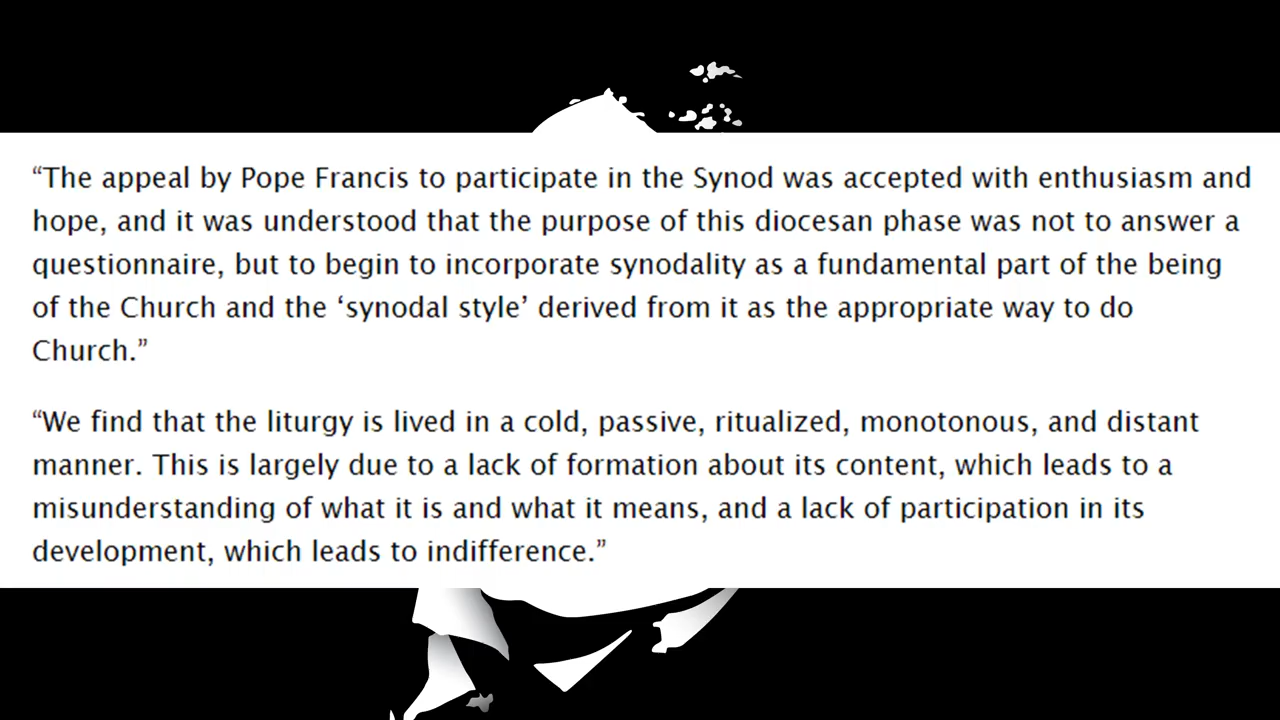 “The appeal by Pope Francis to participate in the Synod was accepted with enthusiasm and
hope, and it was understood that the purpose of this diocesan phase was not to answer a
questionnaire, but to begin to incorporate synodality as a fundamental part of the being
of the Church and the ‘synodal style’ derived from it as the appropriate way to do
Church.”
“We find that the liturgy is lived in a cold, passive, ritualized, monotonous, and distant
manner. This is largely due to a lack of formation about its content, which leads to a
misunderstanding of what it is and what it means, and a lack of participation in its
development, which leads to indifference.”